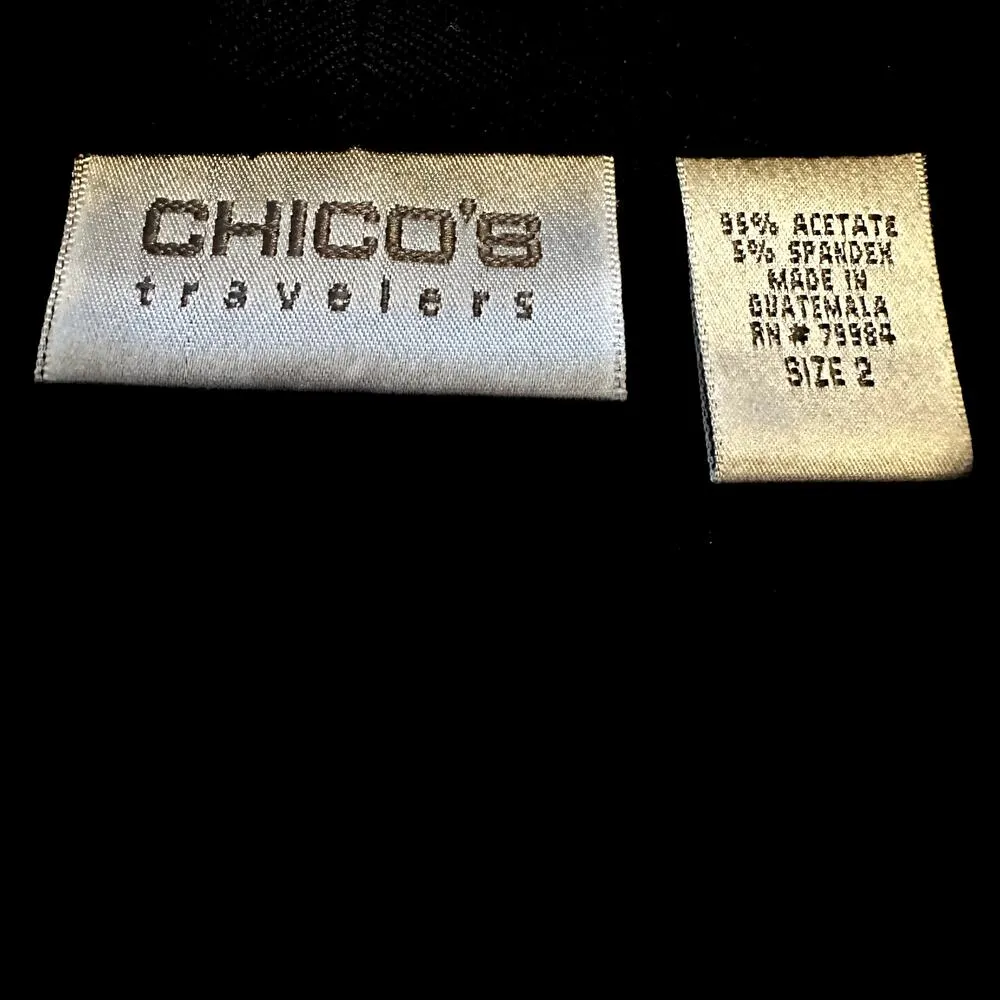 CHICO'S
travelers
95% ACETATE
5% SPANDEX
MADE IN
GUATEMALA
RN # 79984
SIZE 2